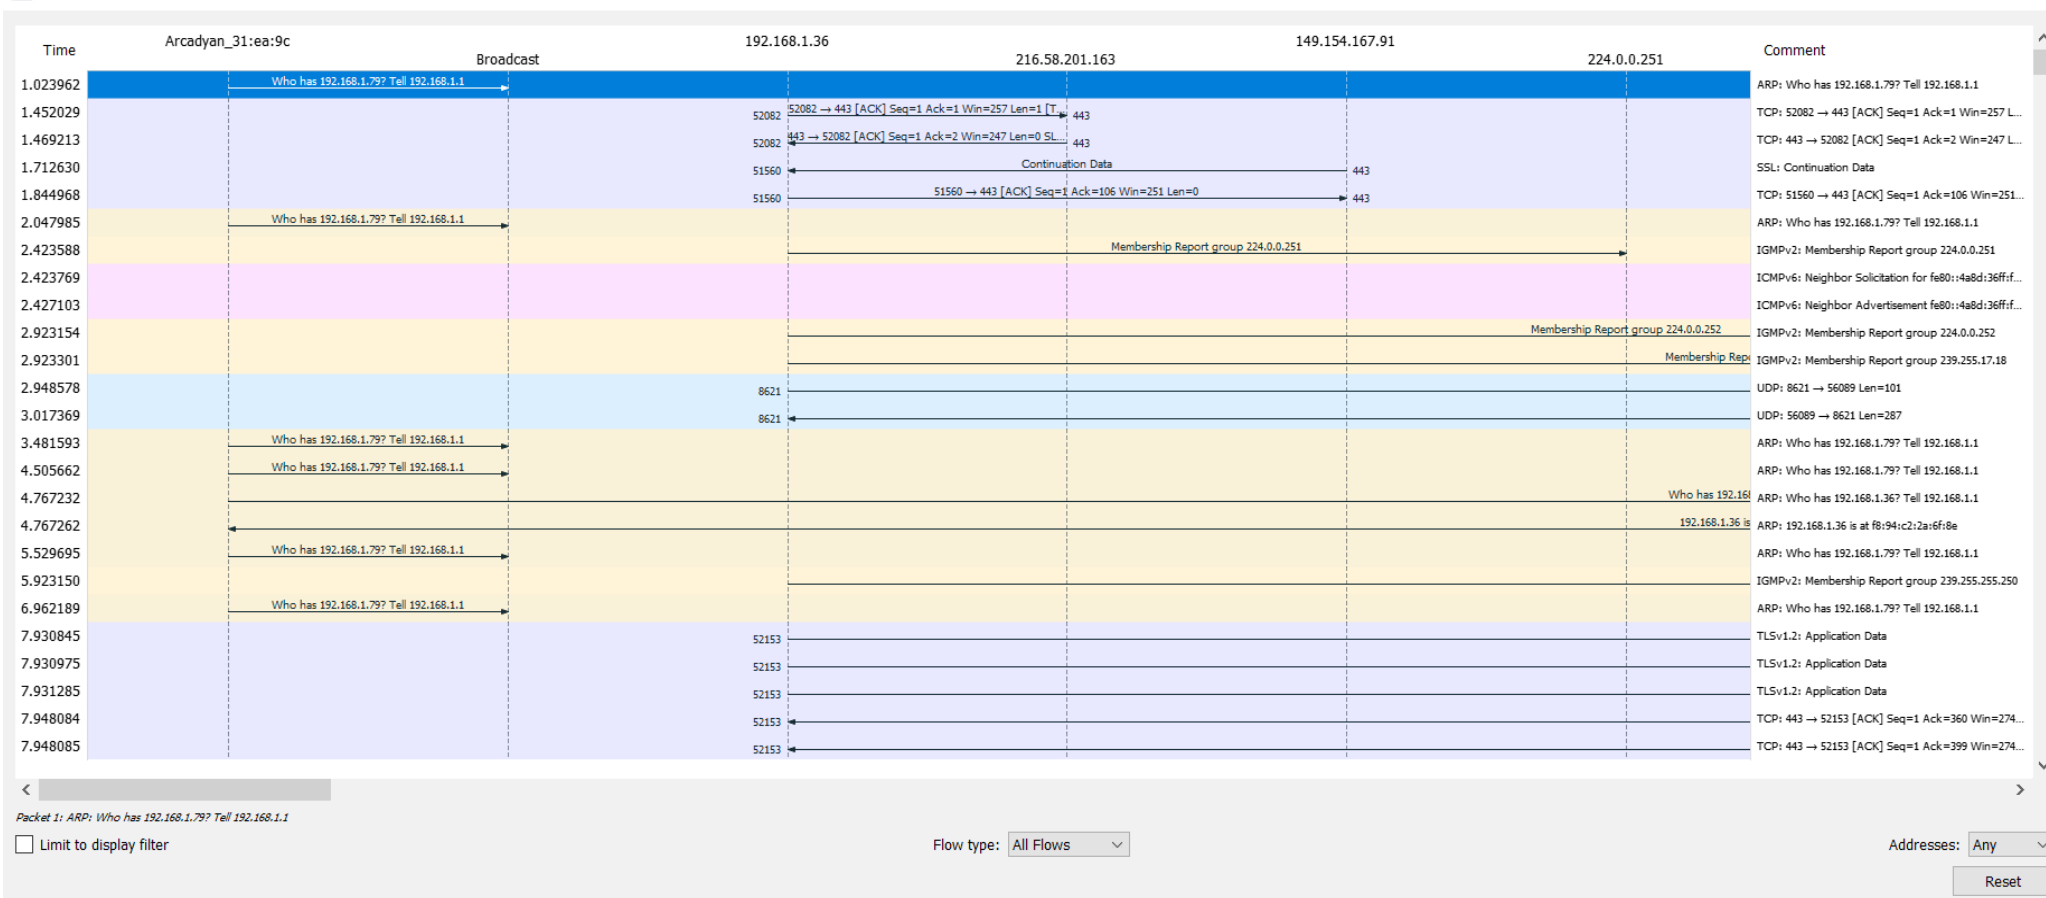 Time Arcadyan_31:ea:9c Broadcast 192.168.1.36 216.58.201.163 149.154.167.91 224.0.0.251 Comment
1.023962 Who has 192.168.1.79? Tell 192.168.1.1 ARP: Who has 192.168.1.79? Tell 192.168.1.1
1.452029 52082 52082 → 443 [ACK] Seq=1 Ack=1 Win=257 Len=1 [T... 443 TCP: 52082 → 443 [ACK] Seq=1 Ack=1 Win=257 L...
1.469213 52082 443 → 52082 [ACK] Seq=1 Ack=2 Win=247 Len=0 SL... 443 TCP: 443 → 52082 [ACK] Seq=1 Ack=2 Win=247 L...
1.712630 51560 Continuation Data 443 SSL: Continuation Data
1.844968 51560 51560 → 443 [ACK] Seq=1 Ack=106 Win=251 Len=0 443 TCP: 51560 → 443 [ACK] Seq=1 Ack=106 Win=251...
2.047985 Who has 192.168.1.79? Tell 192.168.1.1 ARP: Who has 192.168.1.79? Tell 192.168.1.1
2.423588 Membership Report group 224.0.0.251 IGMPv2: Membership Report group 224.0.0.251
2.423769 ICMPv6: Neighbor Solicitation for fe80::4a8d:36ff:f...
2.427103 ICMPv6: Neighbor Advertisement fe80::4a8d:36ff:f...
2.923154 Membership Report group 224.0.0.252 IGMPv2: Membership Report group 224.0.0.252
2.923301 Membership Repo IGMPv2: Membership Report group 239.255.17.18
2.948578 8621 UDP: 8621 → 56089 Len=101
3.017369 8621 UDP: 56089 → 8621 Len=287
3.481593 Who has 192.168.1.79? Tell 192.168.1.1 ARP: Who has 192.168.1.79? Tell 192.168.1.1
4.505662 Who has 192.168.1.79? Tell 192.168.1.1 ARP: Who has 192.168.1.79? Tell 192.168.1.1
4.767232 Who has 192.168 ARP: Who has 192.168.1.36? Tell 192.168.1.1
4.767262 192.168.1.36 is ARP: 192.168.1.36 is at f8:94:c2:2a:6f:8e
5.529695 Who has 192.168.1.79? Tell 192.168.1.1 ARP: Who has 192.168.1.79? Tell 192.168.1.1
5.923150 IGMPv2: Membership Report group 239.255.255.250
6.962189 Who has 192.168.1.79? Tell 192.168.1.1 ARP: Who has 192.168.1.79? Tell 192.168.1.1
7.930845 52153 TLSv1.2: Application Data
7.930975 52153 TLSv1.2: Application Data
7.931285 52153 TLSv1.2: Application Data
7.948084 52153 TCP: 443 → 52153 [ACK] Seq=1 Ack=360 Win=274...
7.948085 52153 TCP: 443 → 52153 [ACK] Seq=1 Ack=399 Win=274...
Packet 1: ARP: Who has 192.168.1.79? Tell 192.168.1.1
Limit to display filter Flow type: All Flows Addresses: Any
Reset